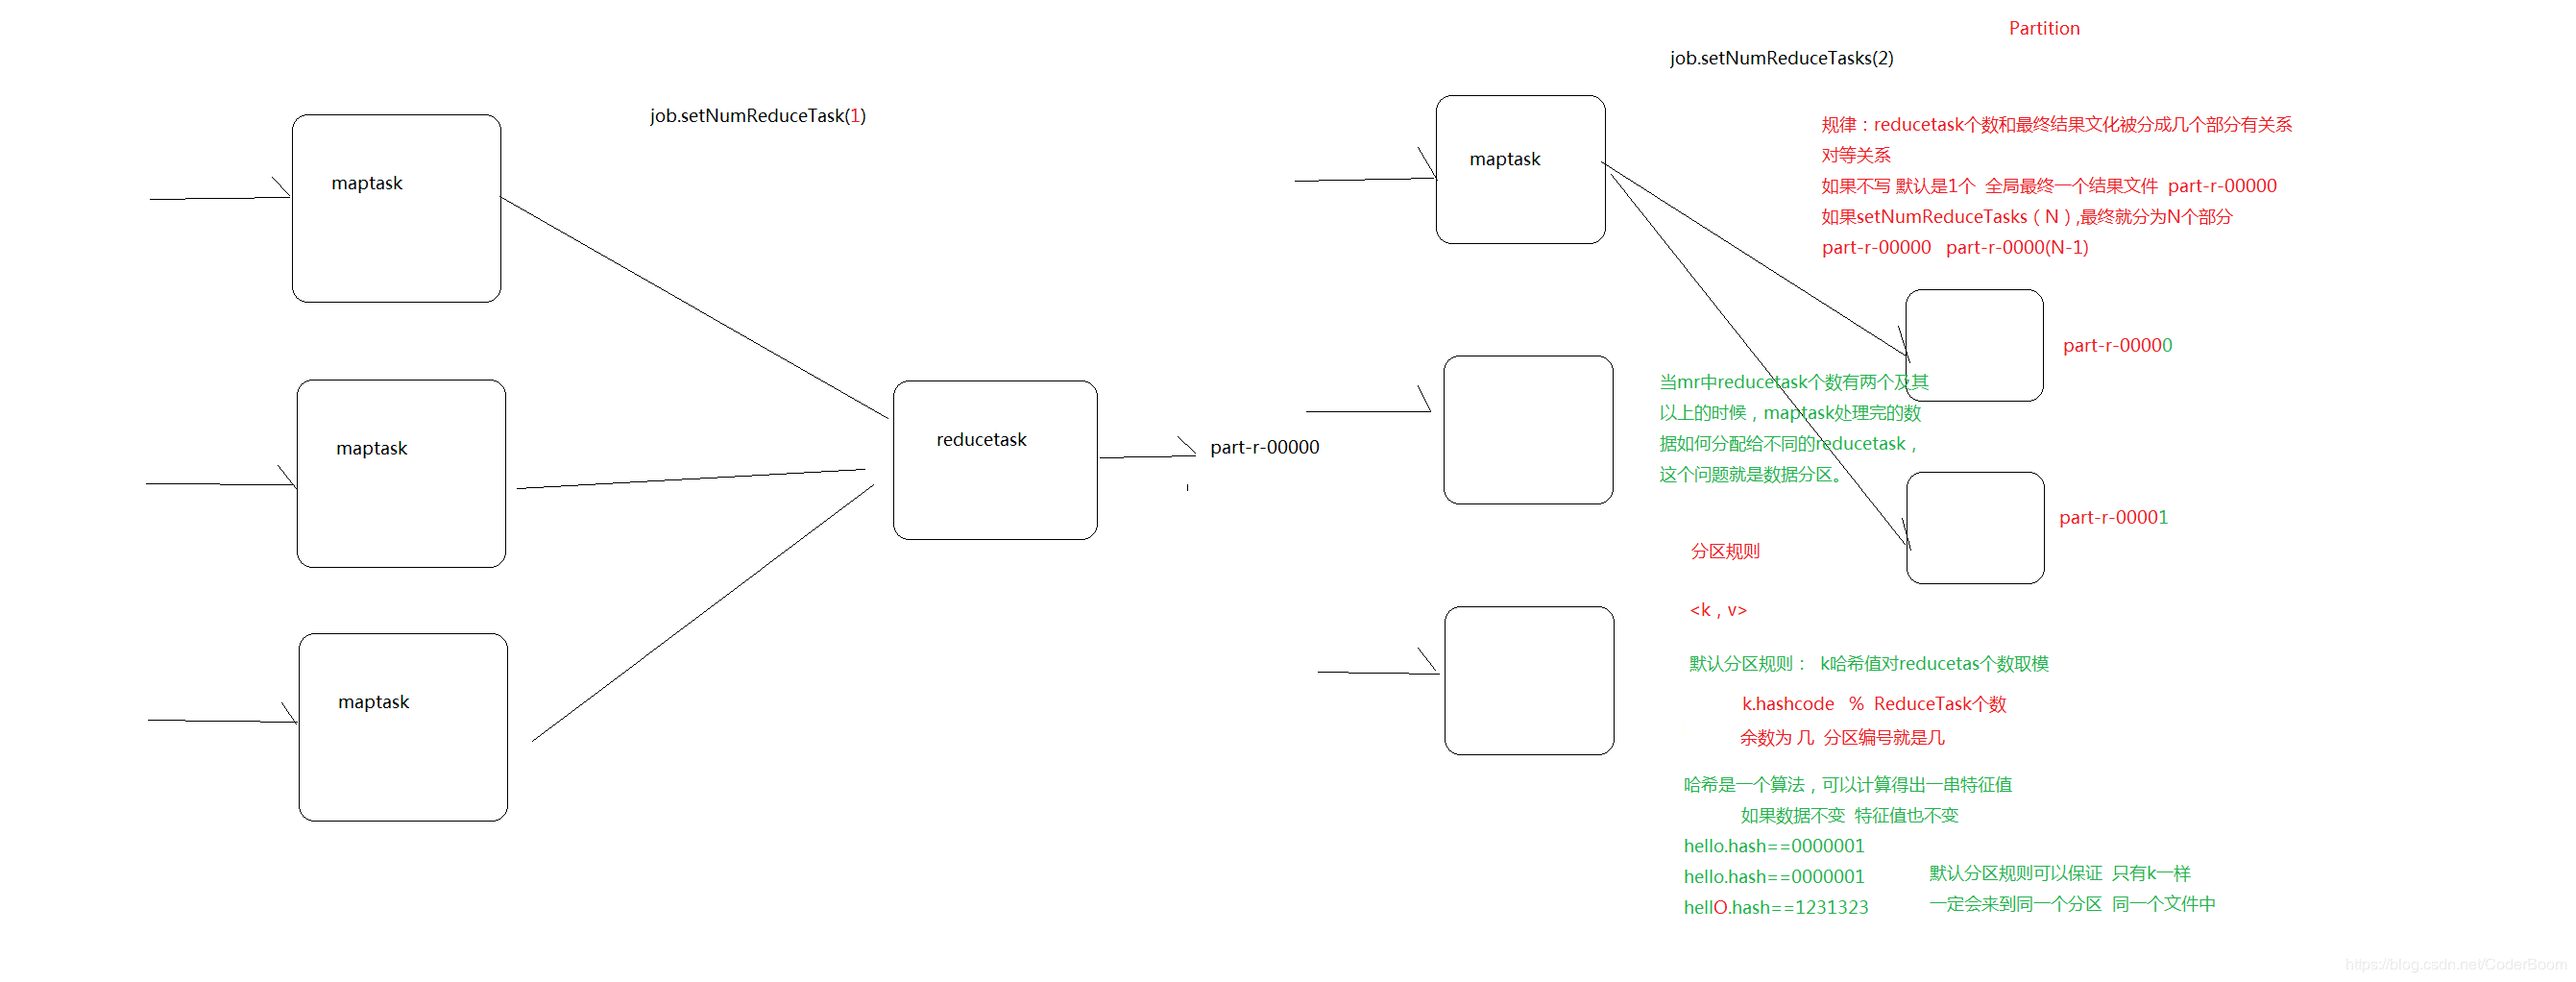 Partition
job.setNumReduceTasks(2)
job.setNumReduceTask(1)
maptask
maptask
maptask
reducetask
part-r-00000
maptask
规律：reducetask个数和最终结果文化被分成几个部分有关系
对等关系
如果不写 默认是1个 全局最终一个结果文件 part-r-00000
如果setNumReduceTasks（N）,最终就分为N个部分
part-r-00000 part-r-0000(N-1)
part-r-00000
当mr中reducetask个数有两个及其
以上的时候，maptask处理完的数
据如何分配给不同的reducetask，
这个问题就是数据分区。
part-r-00001
分区规则
<k，v>
默认分区规则： k哈希值对reducetas个数取模
k.hashcode % ReduceTask个数
余数为 几 分区编号就是几
哈希是一个算法，可以计算得出一串特征值
如果数据不变 特征值也不变
hello.hash==0000001
hello.hash==0000001
hellO.hash==1231323
默认分区规则可以保证 只有k一样
一定会来到同一个分区 同一个文件中
https://blog.csdn.net/CoderBoom